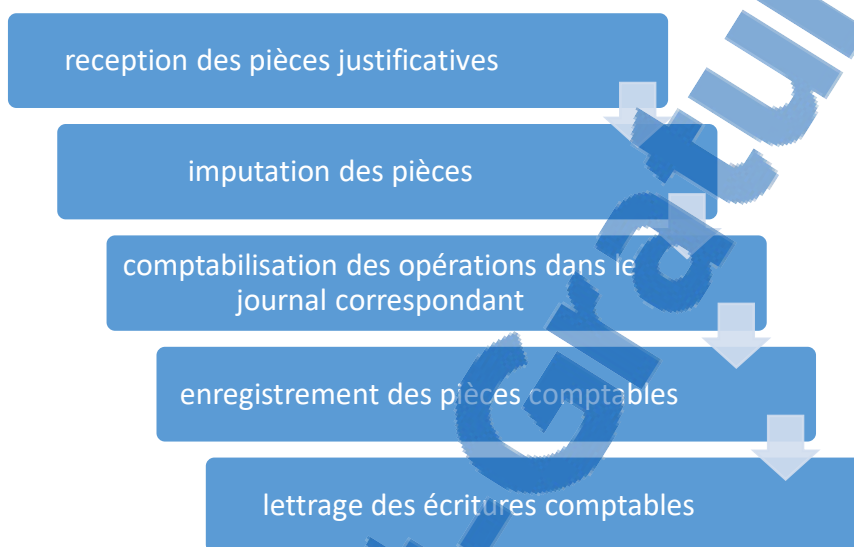 reception des pièces justificatives
imputation des pièces
comptabilisation des opérations dans le
journal correspondant
enregistrement des pièces comptables
lettrage des écritures comptables